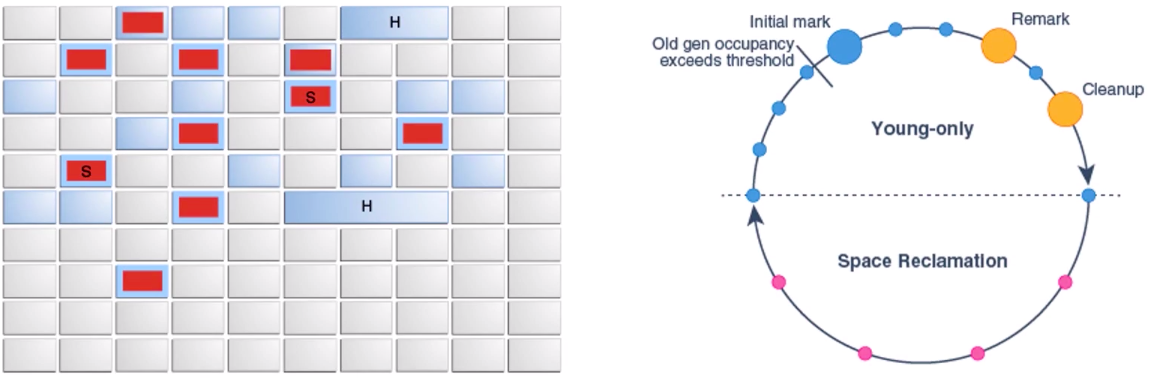 H
S
S
H
Initial mark
Old gen occupancy
exceeds threshold
Remark
Cleanup
Young-only
Space Reclamation